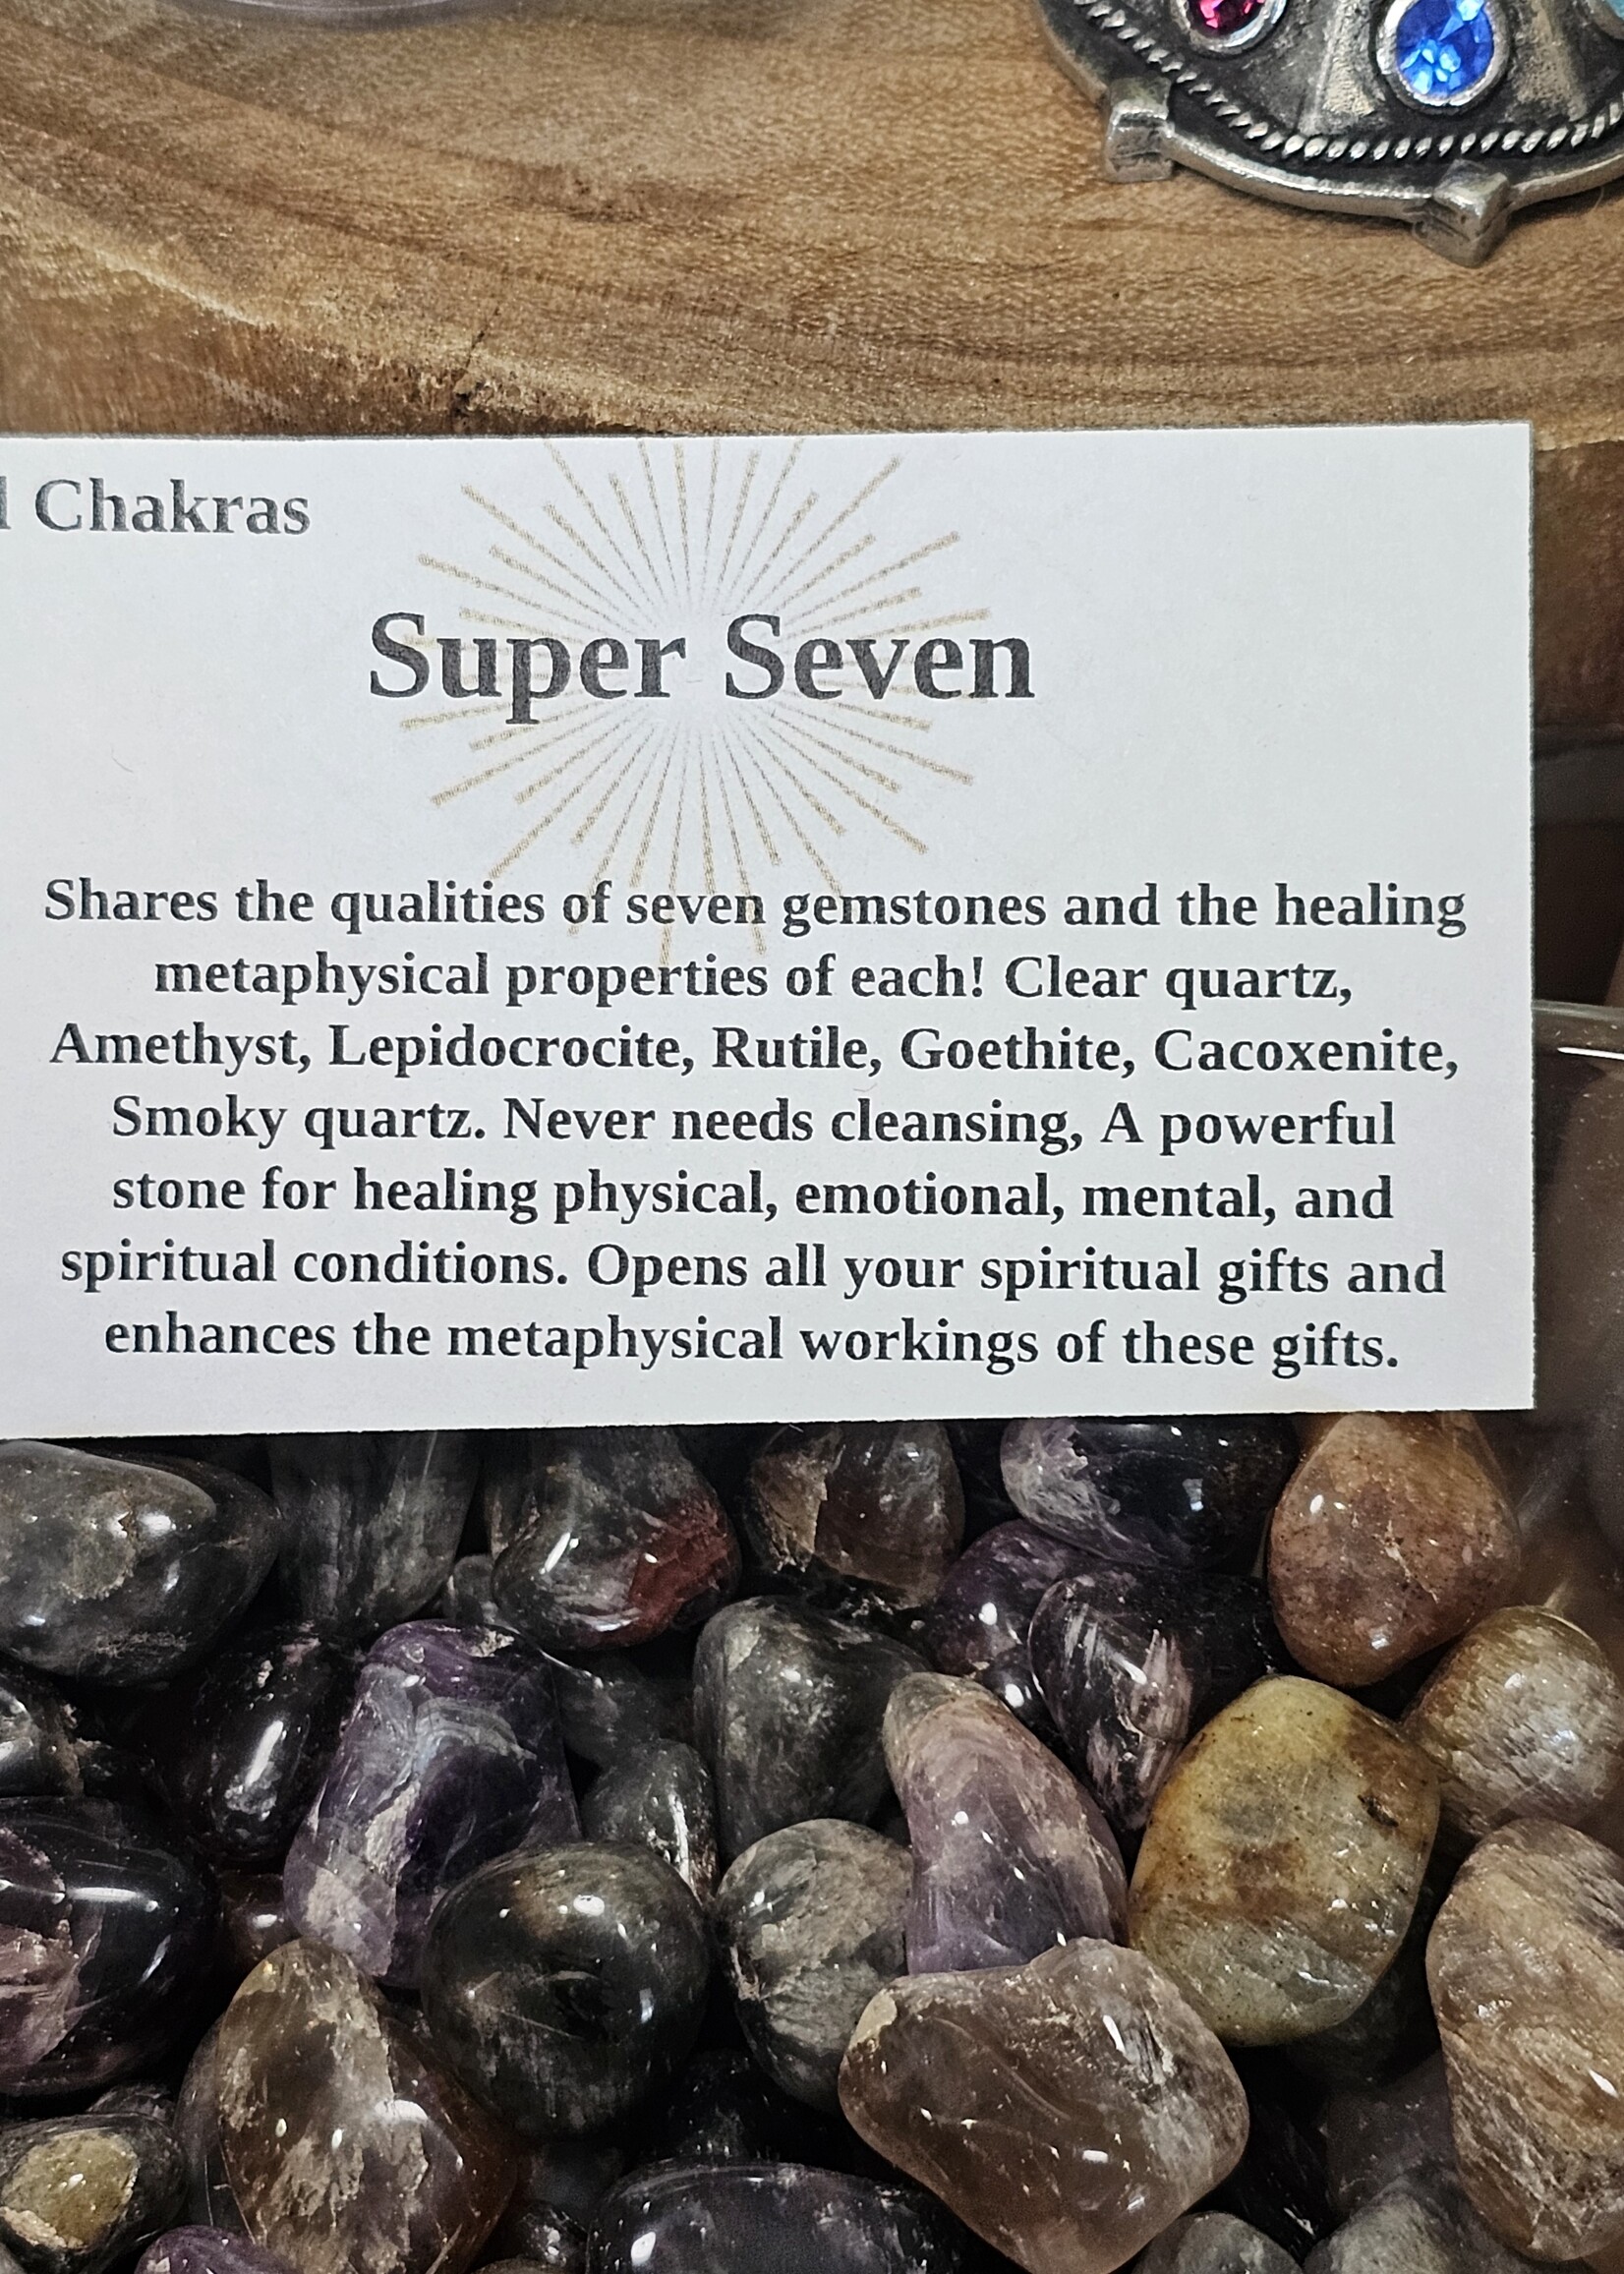 Chakras
Super Seven
Shares the qualities of seven gemstones and the healing
metaphysical properties of each! Clear quartz,
Amethyst, Lepidocrocite, Rutile, Goethite, Cacoxenite,
Smoky quartz. Never needs cleansing, A powerful
stone for healing physical, emotional, mental, and
spiritual conditions. Opens all your spiritual gifts and
enhances the metaphysical workings of these gifts.